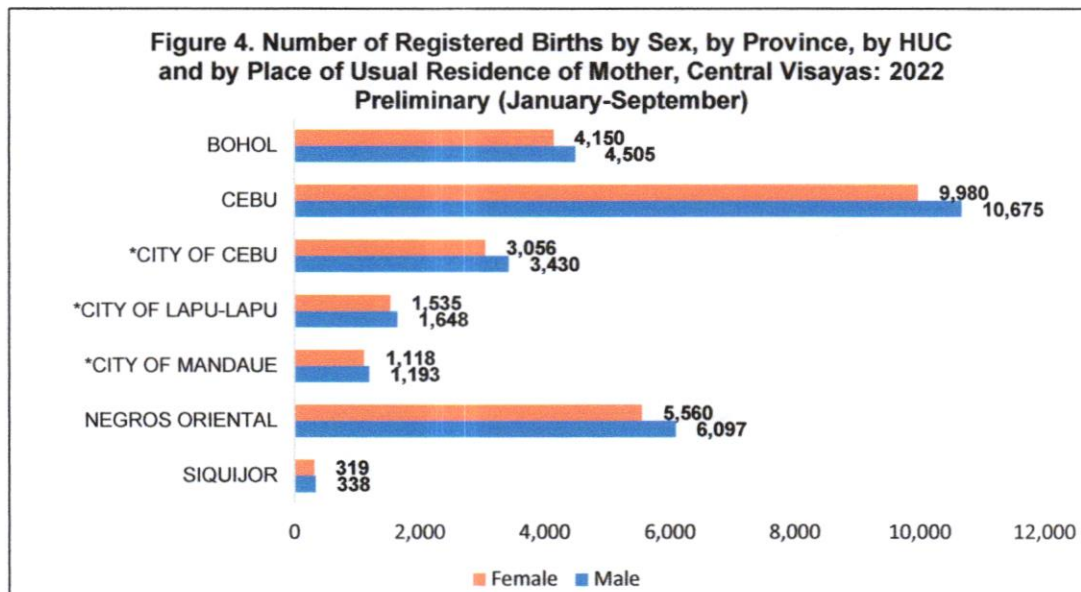 Figure 4. Number of Registered Births by Sex, by Province, by HUC
and by Place of Usual Residence of Mother, Central Visayas: 2022
Preliminary (January-September)
BOHOL
4,150
4,505
CEBU
9,980
10,675
*CITY OF CEBU
3,056
3,430
*CITY OF LAPU-LAPU
1,535
1,648
*CITY OF MANDAUE
1,118
1,193
NEGROS ORIENTAL
5,560
6,097
SIQUIJOR
319
338
0 2,000 4,000 6,000 8,000 10,000 12,000
Female Male